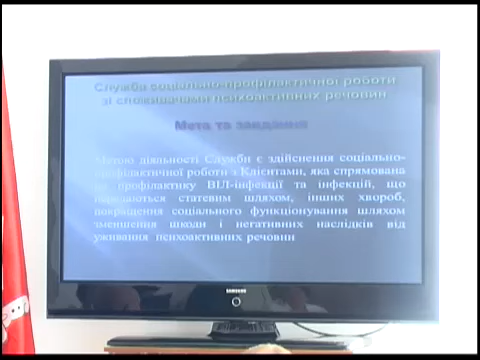 Служба соціально-профілактичної роботи
зі споживачами психоактивних речовин
Мета та завдання
Метою діяльності Служби є здійснення соціально-
профілактичної роботи з Клієнтами, яка спрямована
на профілактику ВІЛ-інфекції та інфекцій, що
передаються статевим шляхом, інших хвороб,
покращення соціального функціонування шляхом
зменшення шкоди і негативних наслідків від
уживання психоактивних речовин
SAMSUNG